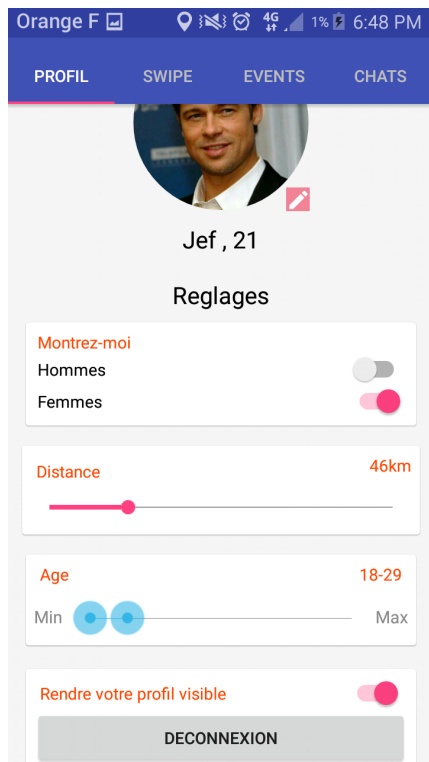 Orange F 4G 1% 6:48 PM
PROFIL SWIPE EVENTS CHATS
Jef , 21
Reglages
Montrez-moi
Hommes
Femmes
Distance 46km
Age 18-29
Min Max
Rendre votre profil visible
DECONNEXION